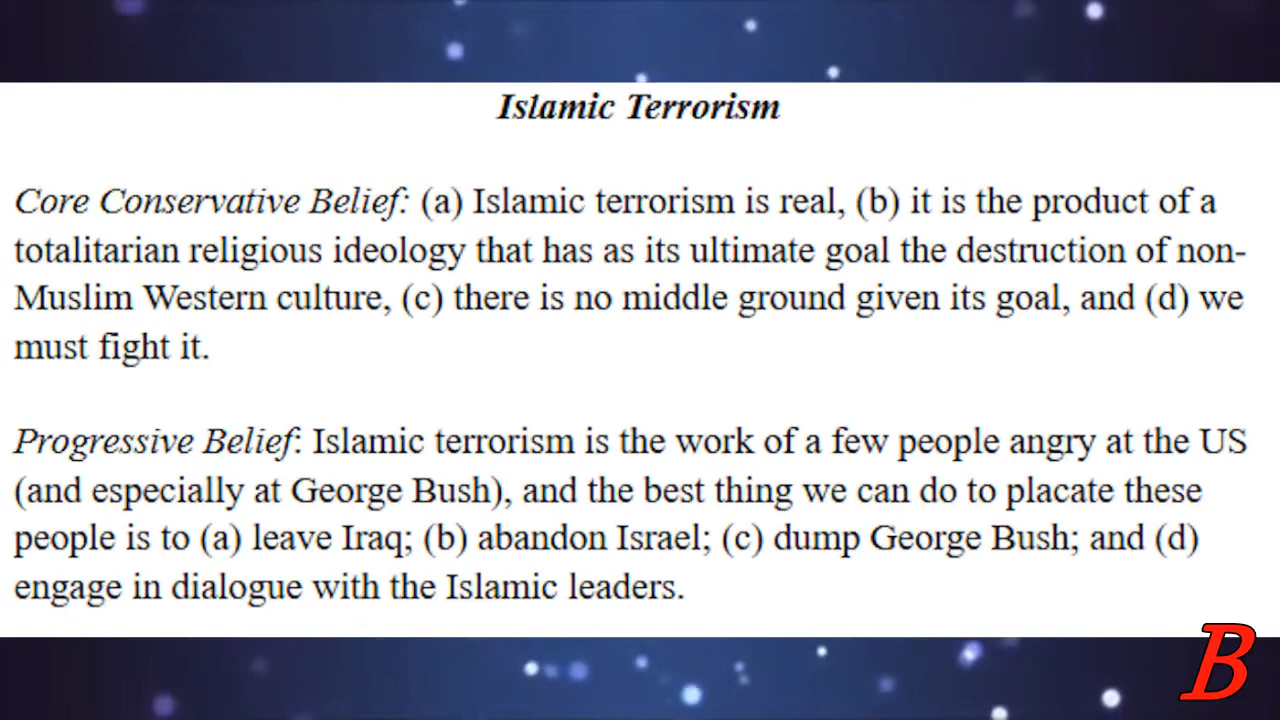 Islamic Terrorism
Core Conservative Belief: (a) Islamic terrorism is real, (b) it is the product of a
totalitarian religious ideology that has as its ultimate goal the destruction of non-
Muslim Western culture, (c) there is no middle ground given its goal, and (d) we
must fight it.
Progressive Belief: Islamic terrorism is the work of a few people angry at the US
(and especially at George Bush), and the best thing we can do to placate these
people is to (a) leave Iraq; (b) abandon Israel; (c) dump George Bush; and (d)
engage in dialogue with the Islamic leaders.
B